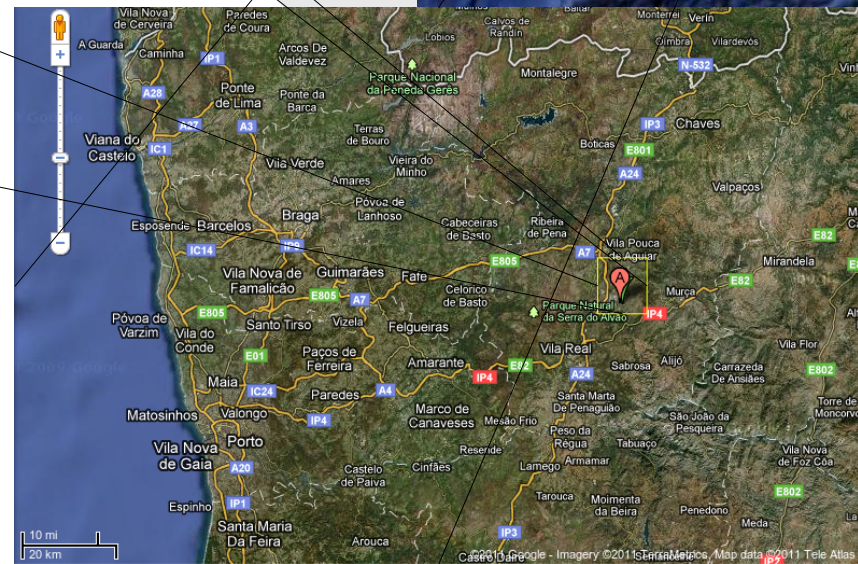 Vila Nova
de Cerveira
Paredes
de Coura
Calvos de
Randín
Baltar
Monterrei
Verín
A Guarda
Caminha
IP1
Arcos De
Valdevez
Lobios
Oimbra
Vilardevós
N-532
Parque Nacional
da Peneda Gerês
Montalegre
A28
Ponte
de Lima
Ponte da
Barca
A27
A3
IP3
Chaves
Viana do
Castelo
IC1
Terras
de Bouro
Boticas
E801
Vila Verde
Vieira do
Minho
A24
Amares
Valpaços
Póvoa de
Lanhoso
Esposende
Barcelos
Braga
Cabeceiras
de Basto
Ribeira
de Pena
IC14
IP9
A7
Vila Pouca
de Aguiar
E82
Mirandela
E805
Vila Nova de
Famalicão
Guimarães
Fafe
A
E82
Celorico
de Basto
Murça
E805
A7
Parque Natural
da Serra do Alvão
IP4
E805
Póvoa de
Varzim
Vila do
Conde
Santo Tirso
Vizela
Felgueiras
Vila Real
Vila Flor
E01
Paços de
Ferreira
Amarante
E82
Sabrosa
Alijó
Carrazeda
De Ansiães
E802
Maia
IC24
Paredes
A4
IP4
A24
Santa Marta
De Penaguião
Matosinhos
Valongo
IP4
Marco de
Canaveses
Mesão Frio
São João da
Pesqueira
Torre de
Moncorvo
Vila Nova
de Gaia
Porto
Peso da
Régua
Tabuaço
Resende
A20
Castelo
de Paiva
Cinfães
Lamego
Armamar
Vila Nova
de Foz Côa
Espinho
IP1
Tarouca
Moimenta
da Beira
E802
Penedono
Meda
Santa Maria
Da Feira
Arouca
IP3
Castro Daire
10 mi
20 km
©2011 Google - Imagery ©2011 TerraMetrics, Map data ©2011 Tele Atlas
IP2